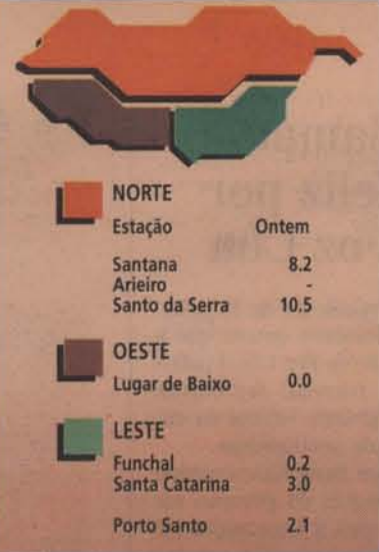 NORTE
Estação Ontem
Santana 8.2
Arieiro -
Santo da Serra 10.5
OESTE
Lugar de Baixo 0.0
LESTE
Funchal 0.2
Santa Catarina 3.0
Porto Santo 2.1